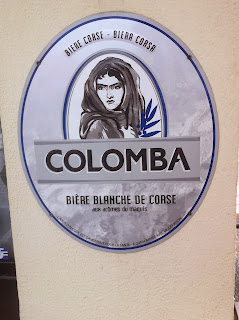 BIÈRE CORSE - BIERA CORSA
COLOMBA
BIÈRE BLANCHE DE CORSE
aux arômes du maquis